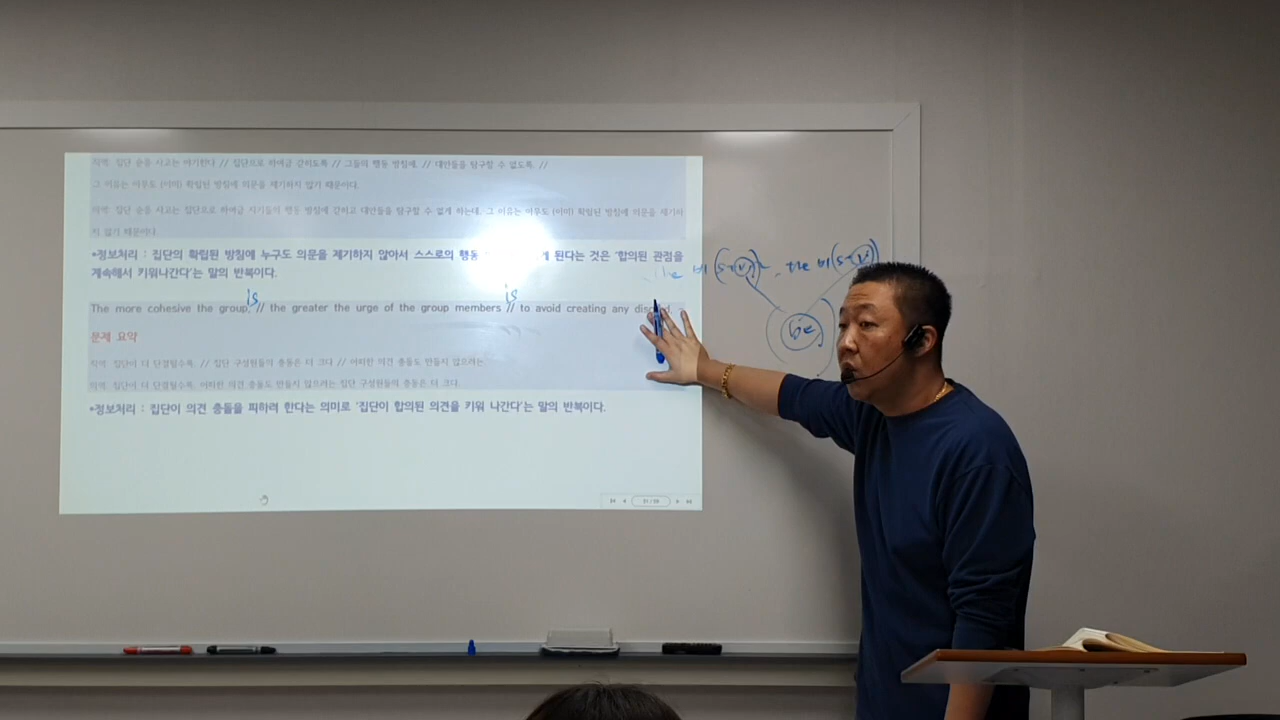 직역: 집단 순응 사고는 야기한다 // 집단으로 하여금 갇히도록 // 그들의 행동 방침에. // 대안들을 탐구할 수 없도록. //
그 이유는 아무도 (이미) 확립된 방침에 의문을 제기하지 않기 때문이다.
의역: 집단 순응 사고는 집단으로 하여금 자기들의 행동 방침에 갇히고 대안들을 탐구할 수 없게 하는데, 그 이유는 아무도 (이미) 확립된 방침에 의문을 제기하
지 않기 때문이다.
*정보처리 : 집단의 확립된 방침에 누구도 의문을 제기하지 않아서 스스로의 행동 게 된다는 것은 '합의된 관점을
계속해서 키워나간다'는 말의 반복이다.
the 비(S+V)², the 비(S+V)
be
is is
The more cohesive the group, // the greater the urge of the group members // to avoid creating any
문제 요약
직역: 집단이 더 단결될수록. // 집단 구성원들의 충동은 더 크다 // 어떠한 의견 충돌도 만들지 않으려는
의역: 집단이 더 단결될수록, 어떠한 의견 충돌도 만들지 않으려는 집단 구성원들의 충동은 더 크다.
*정보처리 : 집단이 의견 충돌을 피하려 한다는 의미로 '집단이 합의된 의견을 키워 나간다'는 말의 반복이다.